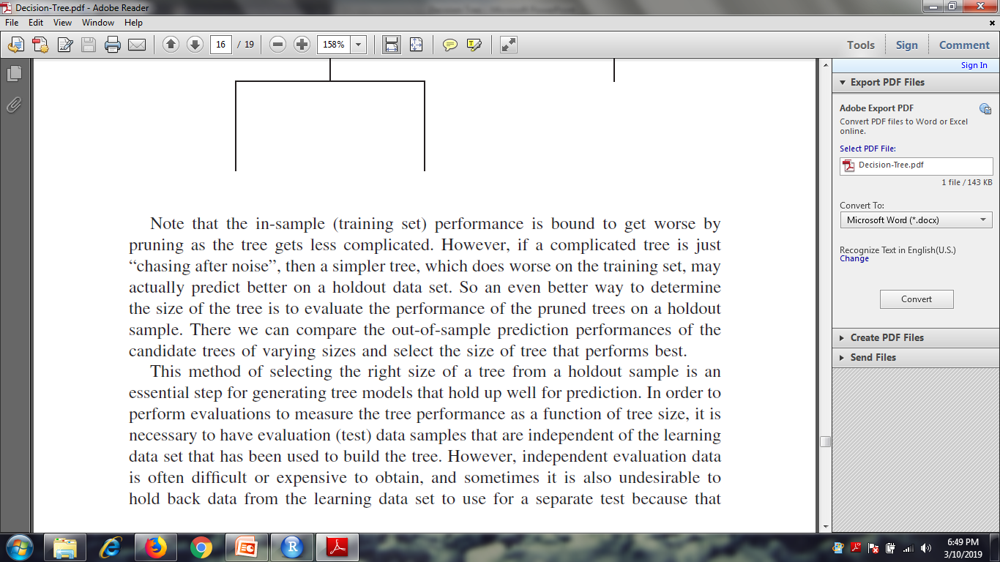 Decision-Tree.pdf - Adobe Reader
File Edit View Window Help
16 / 19 158% Tools Sign Comment
Sign In
Export PDF Files
Adobe Export PDF
Convert PDF files to Word or Excel
online.
Select PDF File:
Decision-Tree.pdf
1 file / 143 KB
Convert To:
Microsoft Word (*.docx)
Recognize Text in English(U.S.)
Change
Convert
Create PDF Files
Send Files
Note that the in-sample (training set) performance is bound to get worse by
pruning as the tree gets less complicated. However, if a complicated tree is just
“chasing after noise”, then a simpler tree, which does worse on the training set, may
actually predict better on a holdout data set. So an even better way to determine
the size of the tree is to evaluate the performance of the pruned trees on a holdout
sample. There we can compare the out-of-sample prediction performances of the
candidate trees of varying sizes and select the size of tree that performs best.
This method of selecting the right size of a tree from a holdout sample is an
essential step for generating tree models that hold up well for prediction. In order to
perform evaluations to measure the tree performance as a function of tree size, it is
necessary to have evaluation (test) data samples that are independent of the learning
data set that has been used to build the tree. However, independent evaluation data
is often difficult or expensive to obtain, and sometimes it is also undesirable to
hold back data from the learning data set to use for a separate test because that
6:49 PM
3/10/2019